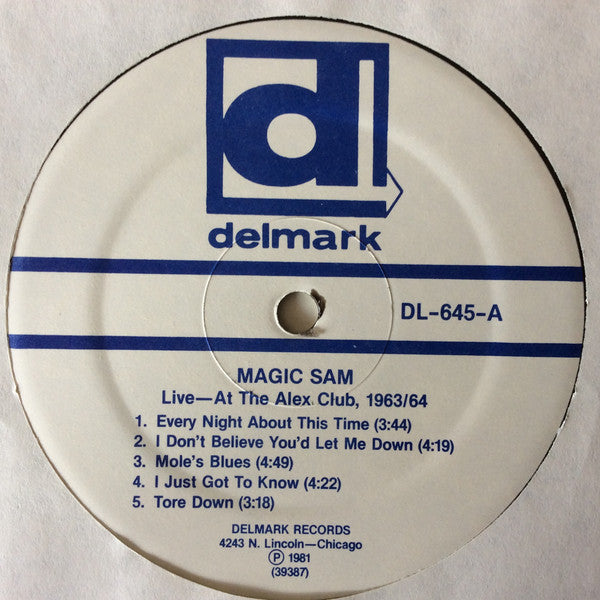 delmark
DL-645-A
MAGIC SAM
Live—At The Alex Club, 1963/64
1. Every Night About This Time (3:44)
2. I Don't Believe You'd Let Me Down (4:19)
3. Mole's Blues (4:49)
4. I Just Got To Know (4:22)
5. Tore Down (3:18)
DELMARK RECORDS
4243 N. Lincoln—Chicago
Ⓟ 1981
(39387)